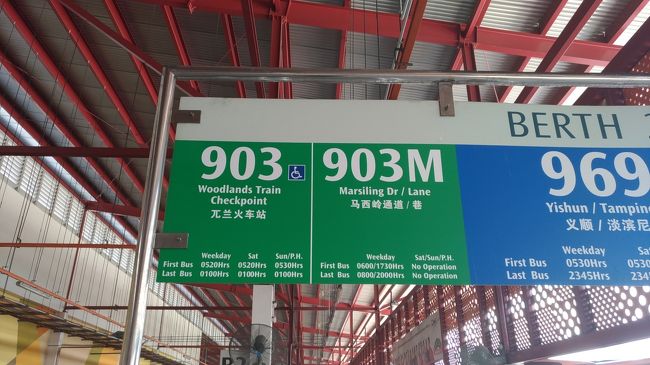 BERTH
903
Woodlands Train
Checkpoint
兀兰火车站
Weekday Sat Sun/P.H.
First Bus 0520Hrs 0520Hrs 0530Hrs
Last Bus 0100Hrs 0100Hrs 0100Hrs
903M
Marsiling Dr / Lane
马西岭通道/巷
Weekday Sat/Sun/P.H.
First Bus 0600/1730Hrs No Operation
Last Bus 0800/2000Hrs No Operation
969
Yishun / Tampine
义顺 / 淡滨尼
Weekday Sat
First Bus 0530Hrs 0530
Last Bus 2345Hrs 2345